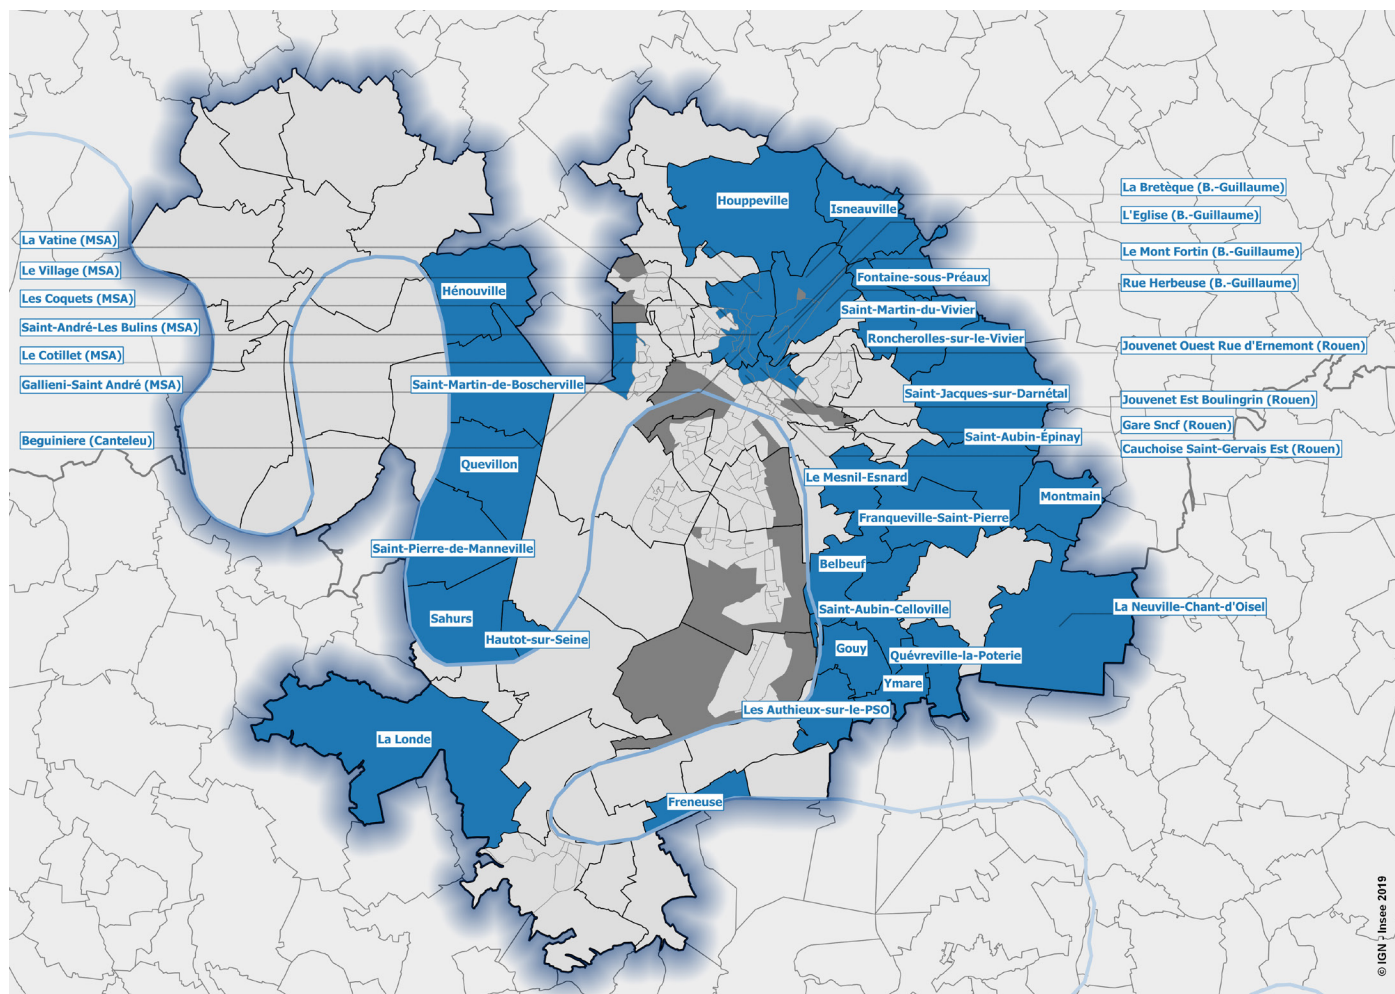 La Bretèque (B.-Guillaume)
Houppeville
Isneauville
L'Eglise (B.-Guillaume)
La Vatine (MSA)
Le Mont Fortin (B.-Guillaume)
Le Village (MSA)
Fontaine-sous-Préaux
Rue Herbeuse (B.-Guillaume)
Hénouville
Les Coquets (MSA)
Saint-Martin-du-Vivier
Saint-André-Les Bulins (MSA)
Roncherolles-sur-le-Vivier
Jouvenet Ouest Rue d'Ernemont (Rouen)
Le Cotillet (MSA)
Gallieni-Saint André (MSA)
Saint-Martin-de-Boscherville
Saint-Jacques-sur-Darnétal
Jouvenet Est Boulingrin (Rouen)
Gare Sncf (Rouen)
Beguiniere (Canteleu)
Saint-Aubin-Épinay
Cauchoise Saint-Gervais Est (Rouen)
Quevillon
Le Mesnil-Esnard
Montmain
Franqueville-Saint-Pierre
Saint-Pierre-de-Manneville
Belbeuf
Saint-Aubin-Celloville
La Neuville-Chant-d'Oisel
Sahurs
Hautot-sur-Seine
Gouy
Quévreville-la-Poterie
Ymare
Les Authieux-sur-le-PSO
La Londe
Freneuse
© IGN - Insee 2019